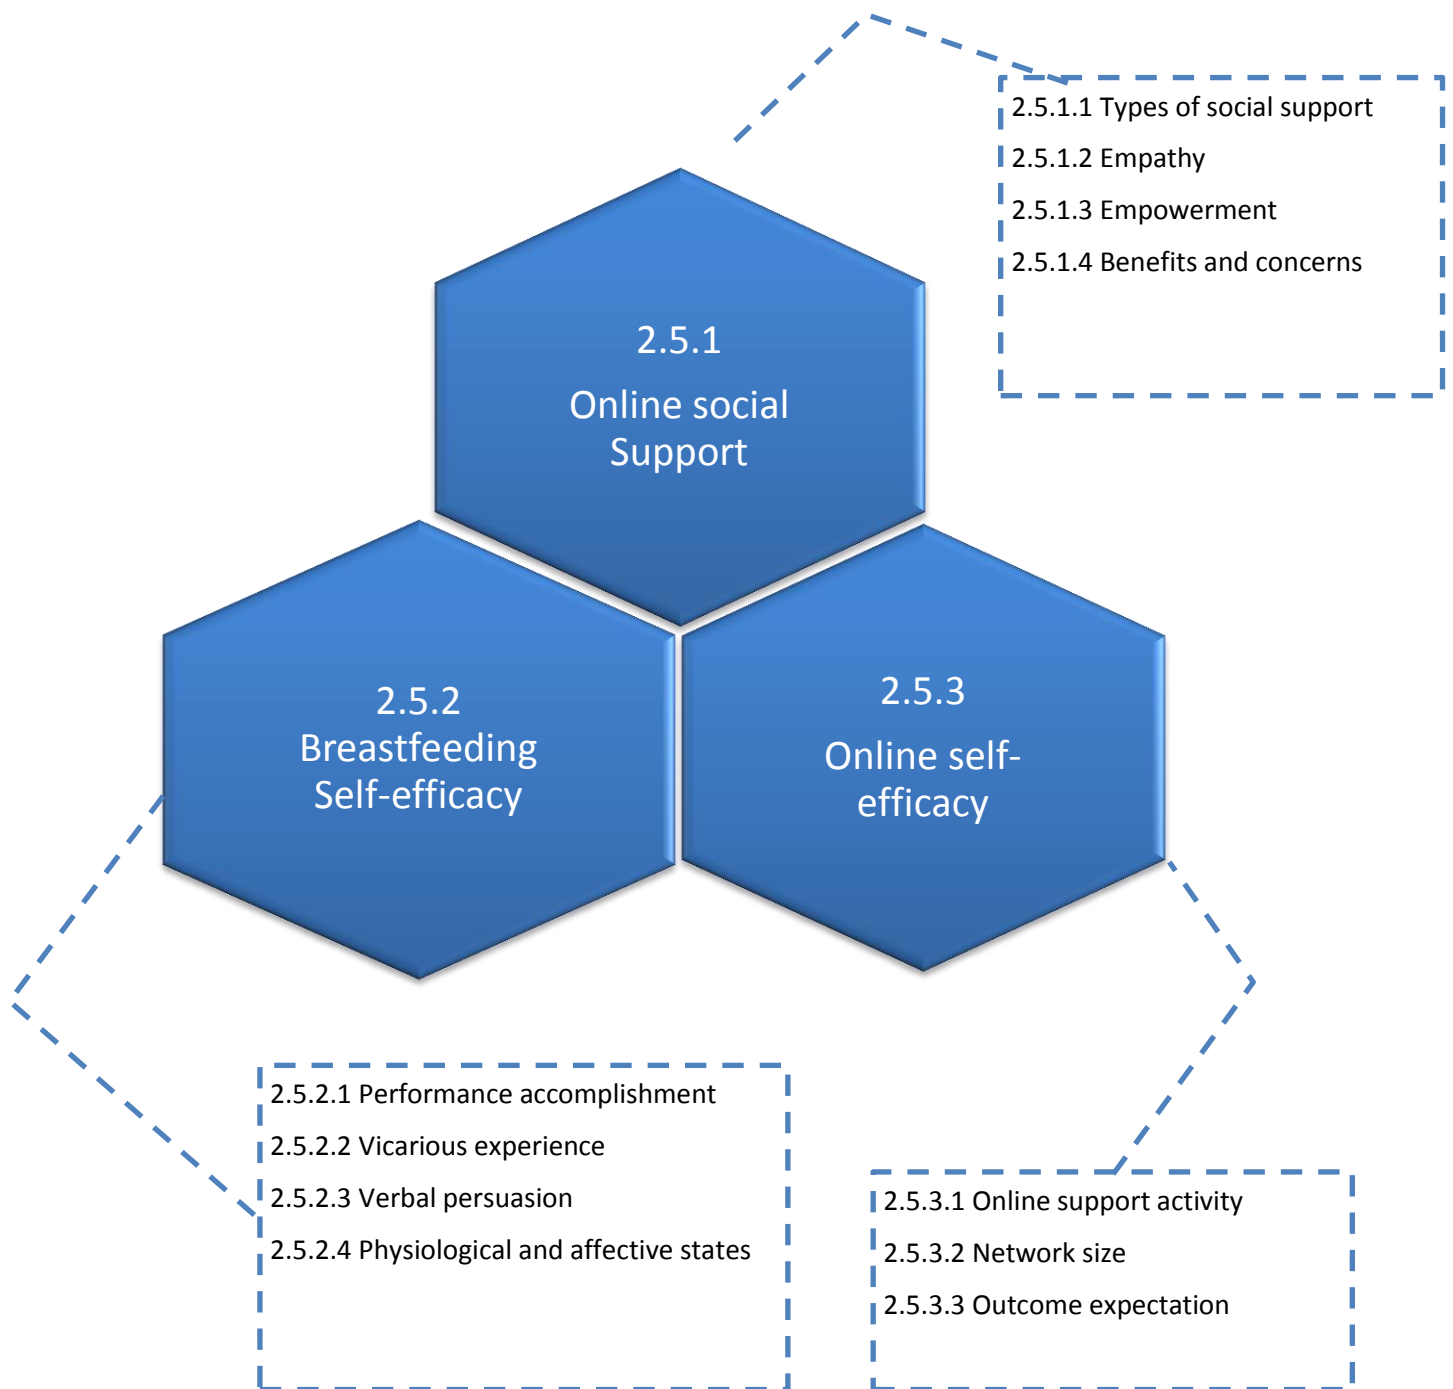 2.5.1.1 Types of social support
2.5.1.2 Empathy
2.5.1.3 Empowerment
2.5.1.4 Benefits and concerns
2.5.1
Online social
Support
2.5.2
Breastfeeding
Self-efficacy
2.5.3
Online self-
efficacy
2.5.2.1 Performance accomplishment
2.5.2.2 Vicarious experience
2.5.2.3 Verbal persuasion
2.5.2.4 Physiological and affective states
2.5.3.1 Online support activity
2.5.3.2 Network size
2.5.3.3 Outcome expectation